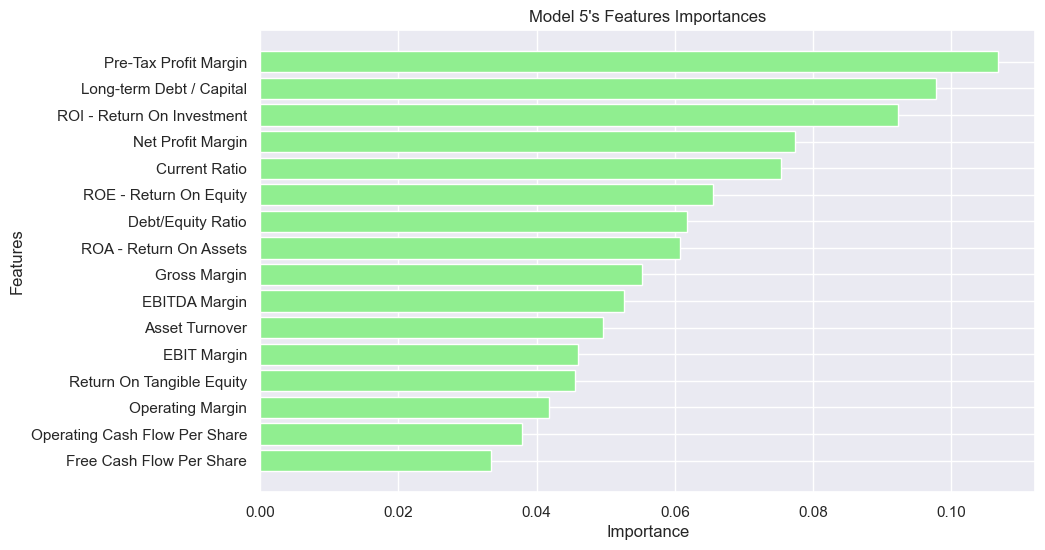 Model 5's Features Importances
Features
Pre-Tax Profit Margin
Long-term Debt / Capital
ROI - Return On Investment
Net Profit Margin
Current Ratio
ROE - Return On Equity
Debt/Equity Ratio
ROA - Return On Assets
Gross Margin
EBITDA Margin
Asset Turnover
EBIT Margin
Return On Tangible Equity
Operating Margin
Operating Cash Flow Per Share
Free Cash Flow Per Share
0.00 0.02 0.04 0.06 0.08 0.10
Importance